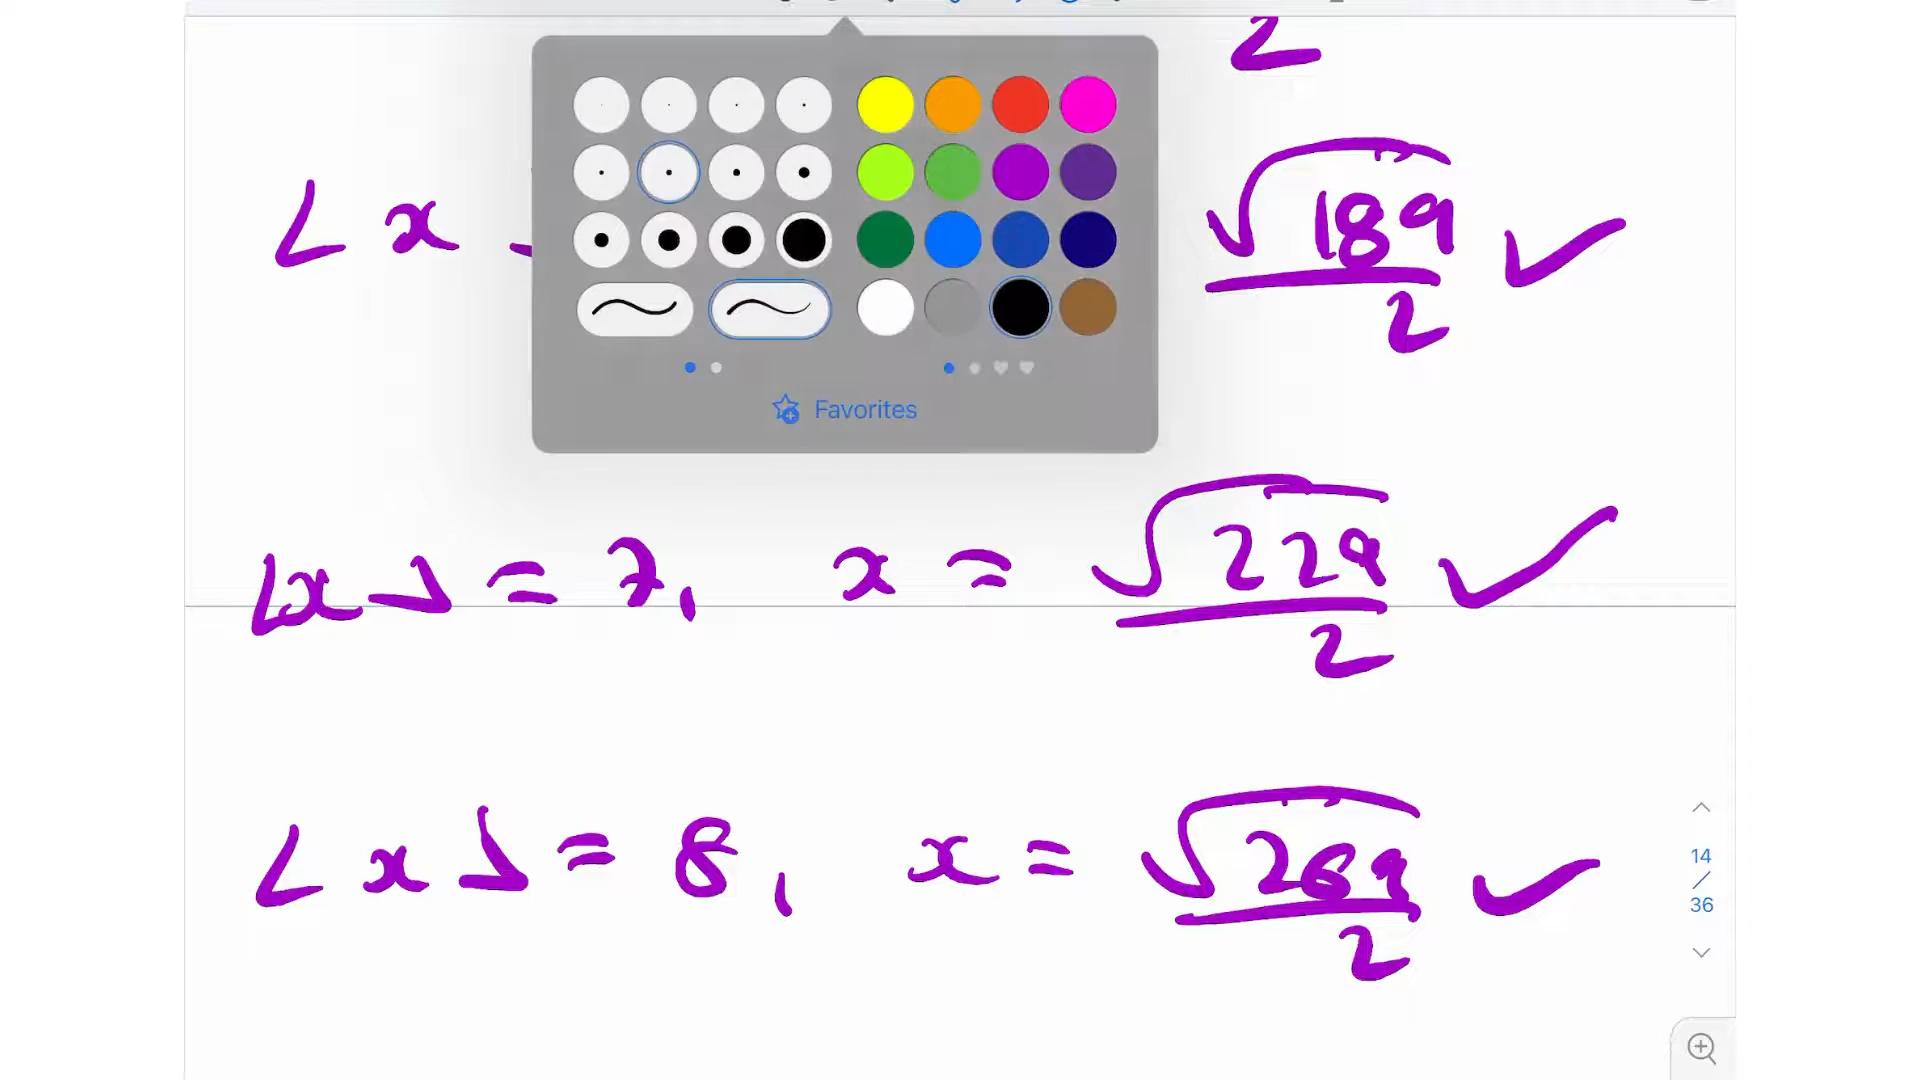 2
⌊x √189/2 ✓
Favorites
⌊x⌋ = 7, x = √229/2 ✓
⌊x⌋ = 8, x = √269/2 ✓
14
/
36